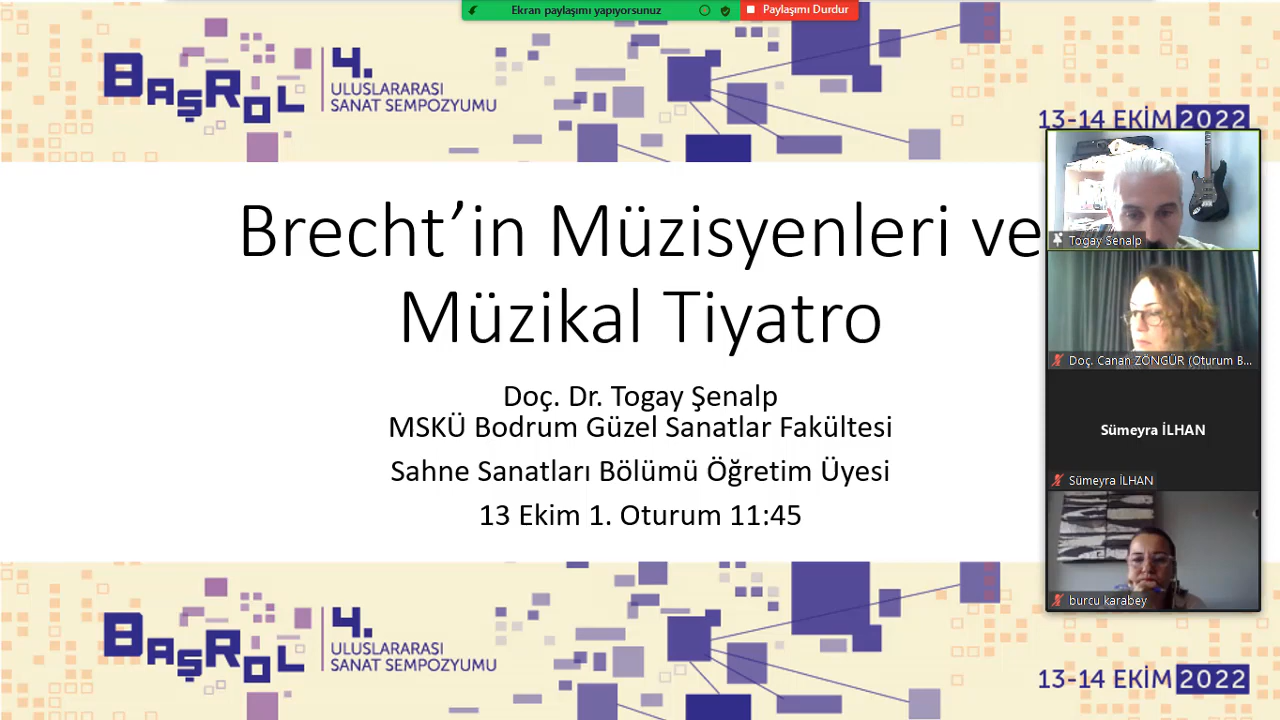 Ekran paylaşımı yapıyorsunuz
Paylaşımı Durdur
BAŞROL
4.
ULUSLARARASI
SANAT SEMPOZYUMU
13-14 EKİM 2022
Brecht’in Müzisyenleri ve
Müzikal Tiyatro
Doç. Dr. Togay Şenalp
MSKÜ Bodrum Güzel Sanatlar Fakültesi
Sahne Sanatları Bölümü Öğretim Üyesi
13 Ekim 1. Oturum 11:45
Togay Şenalp
Doç. Canan ZÖNGÜR (Oturum B...
Sümeyra İLHAN
Sümeyra İLHAN
burcu karabey
BAŞROL
4.
ULUSLARARASI
SANAT SEMPOZYUMU
13-14 EKİM 2022